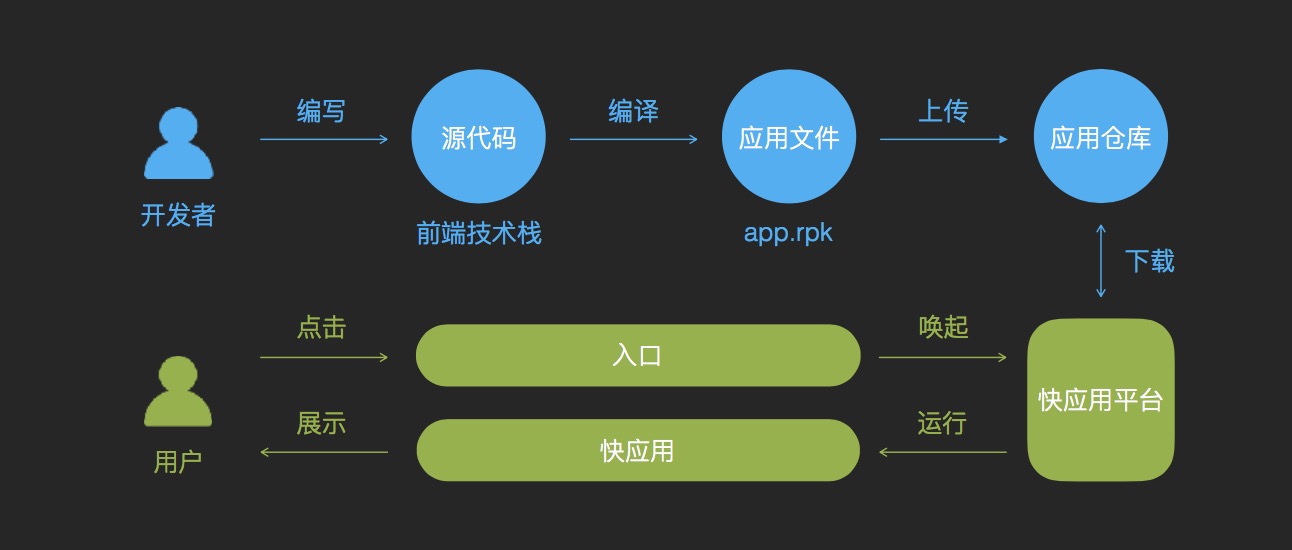 编写
编译
上传
源代码
应用文件
应用仓库
开发者
前端技术栈
app.rpk
下载
点击
唤起
入口
快应用平台
展示
运行
快应用
用户